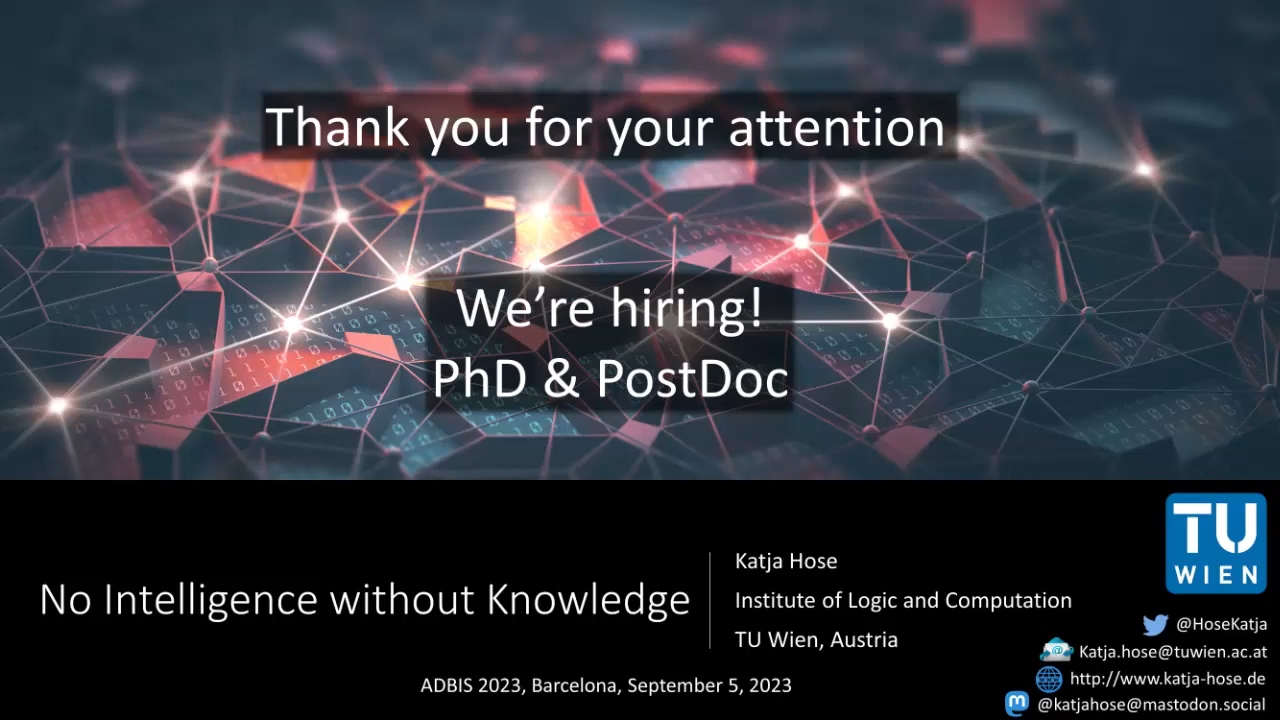 Thank you for your attention
We're hiring!
PhD & PostDoc
No Intelligence without Knowledge
Katja Hose
Institute of Logic and Computation
TU Wien, Austria
ADBIS 2023, Barcelona, September 5, 2023
TU
WIEN
@HoseKatja
Katja.hose@tuwien.ac.at
http://www.katja-hose.de
@katjahose@mastodon.social